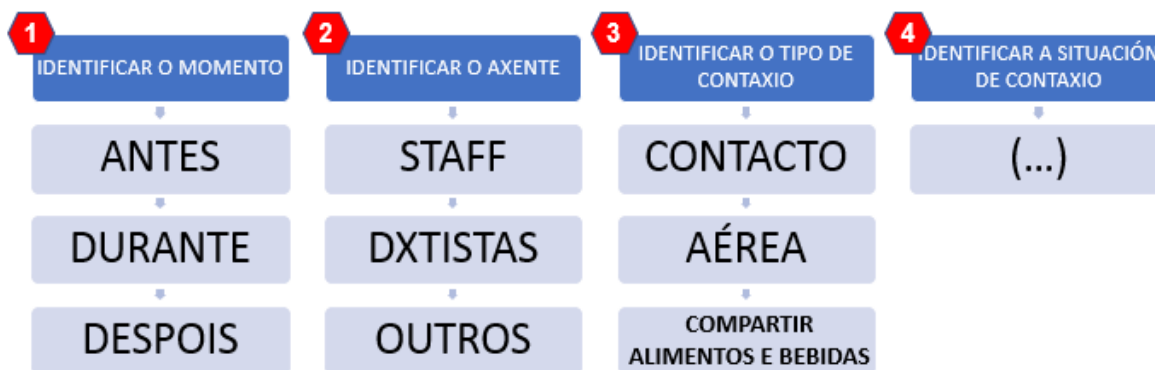 1
IDENTIFICAR O MOMENTO
ANTES
DURANTE
DESPOIS
2
IDENTIFICAR O AXENTE
STAFF
DXTISTAS
OUTROS
3
IDENTIFICAR O TIPO DE
CONTAXIO
CONTACTO
AÉREA
COMPARTIR
ALIMENTOS E BEBIDAS
4
IDENTIFICAR A SITUACIÓN
DE CONTAXIO
(...)